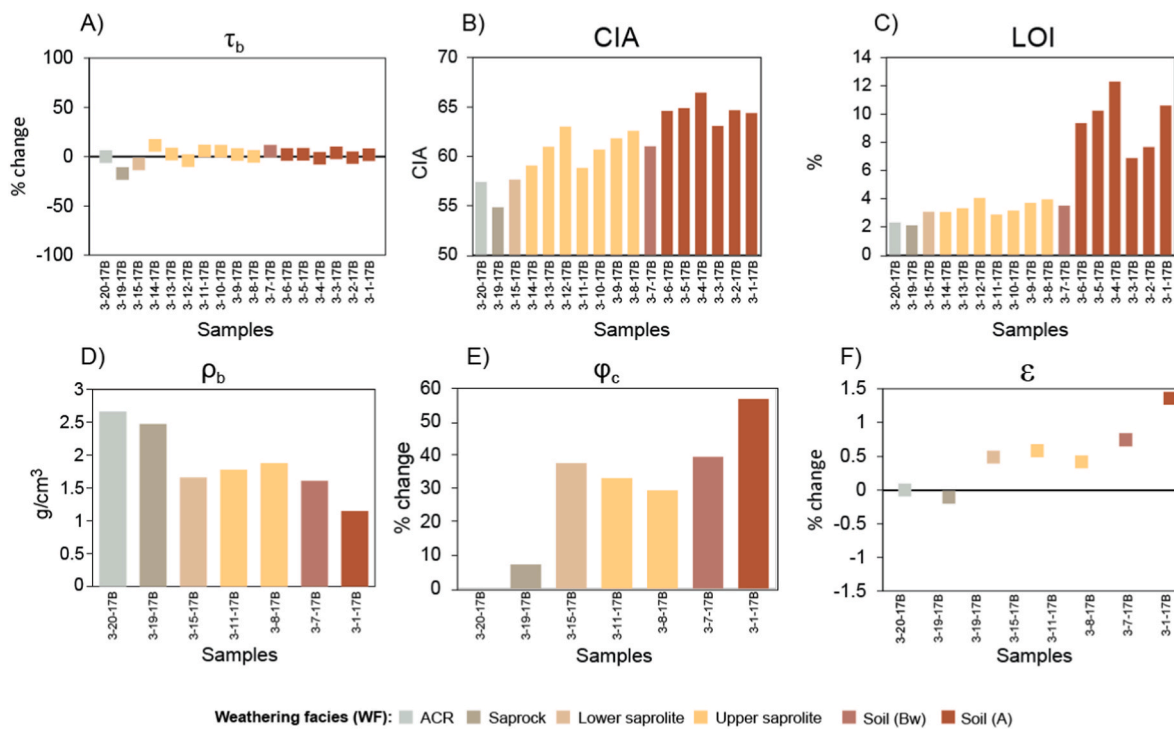 A)
τb
100
50
0
-50
-100
% change
3-20-17B
3-19-17B
3-15-17B
3-14-17B
3-13-17B
3-12-17B
3-11-17B
3-10-17B
3-9-17B
3-8-17B
3-7-17B
3-6-17B
3-5-17B
3-4-17B
3-3-17B
3-2-17B
3-1-17B
Samples
B)
CIA
70
65
60
55
50
CIA
3-20-17B
3-19-17B
3-15-17B
3-14-17B
3-13-17B
3-12-17B
3-11-17B
3-10-17B
3-9-17B
3-8-17B
3-7-17B
3-6-17B
3-5-17B
3-4-17B
3-3-17B
3-2-17B
3-1-17B
Samples
C)
LOI
14
12
10
8
6
4
2
0
%
3-20-17B
3-19-17B
3-15-17B
3-14-17B
3-13-17B
3-12-17B
3-11-17B
3-10-17B
3-9-17B
3-8-17B
3-7-17B
3-6-17B
3-5-17B
3-4-17B
3-3-17B
3-2-17B
3-1-17B
Samples
D)
ρb
3
2.5
2
1.5
1
0.5
0
g/cm³
3-20-17B
3-19-17B
3-15-17B
3-11-17B
3-8-17B
3-7-17B
3-1-17B
Samples
E)
φc
60
50
40
30
20
10
0
% change
3-20-17B
3-19-17B
3-15-17B
3-11-17B
3-8-17B
3-7-17B
3-1-17B
Samples
F)
ε
1.5
1
0.5
0
-0.5
-1
-1.5
% change
3-20-17B
3-19-17B
3-19-17B
3-15-17B
3-11-17B
3-8-17B
3-7-17B
3-1-17B
Samples
Weathering facies (WF): ACR Saprock Lower saprolite Upper saprolite Soil (Bw) Soil (A)